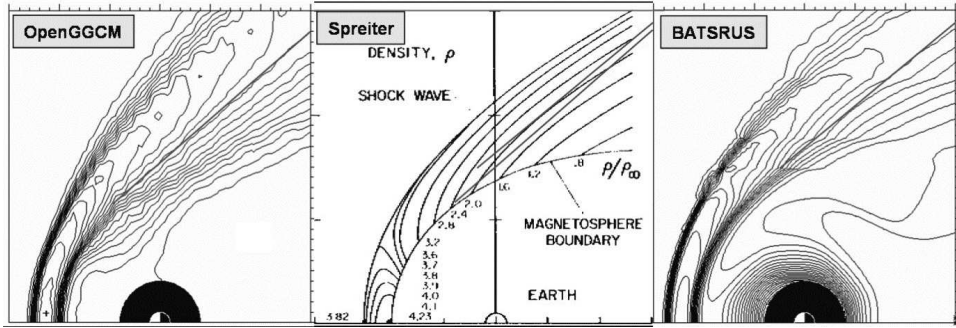 OpenGGCM
Spreiter
BATSRUS
DENSITY, ρ
SHOCK WAVE
ρ/ρ∞
.8
1.2
1.6
2.0
2.4
2.8
3.2
3.6
3.7
3.8
3.9
4.0
4.1
4.23
3.82
MAGNETOSPHERE
BOUNDARY
EARTH